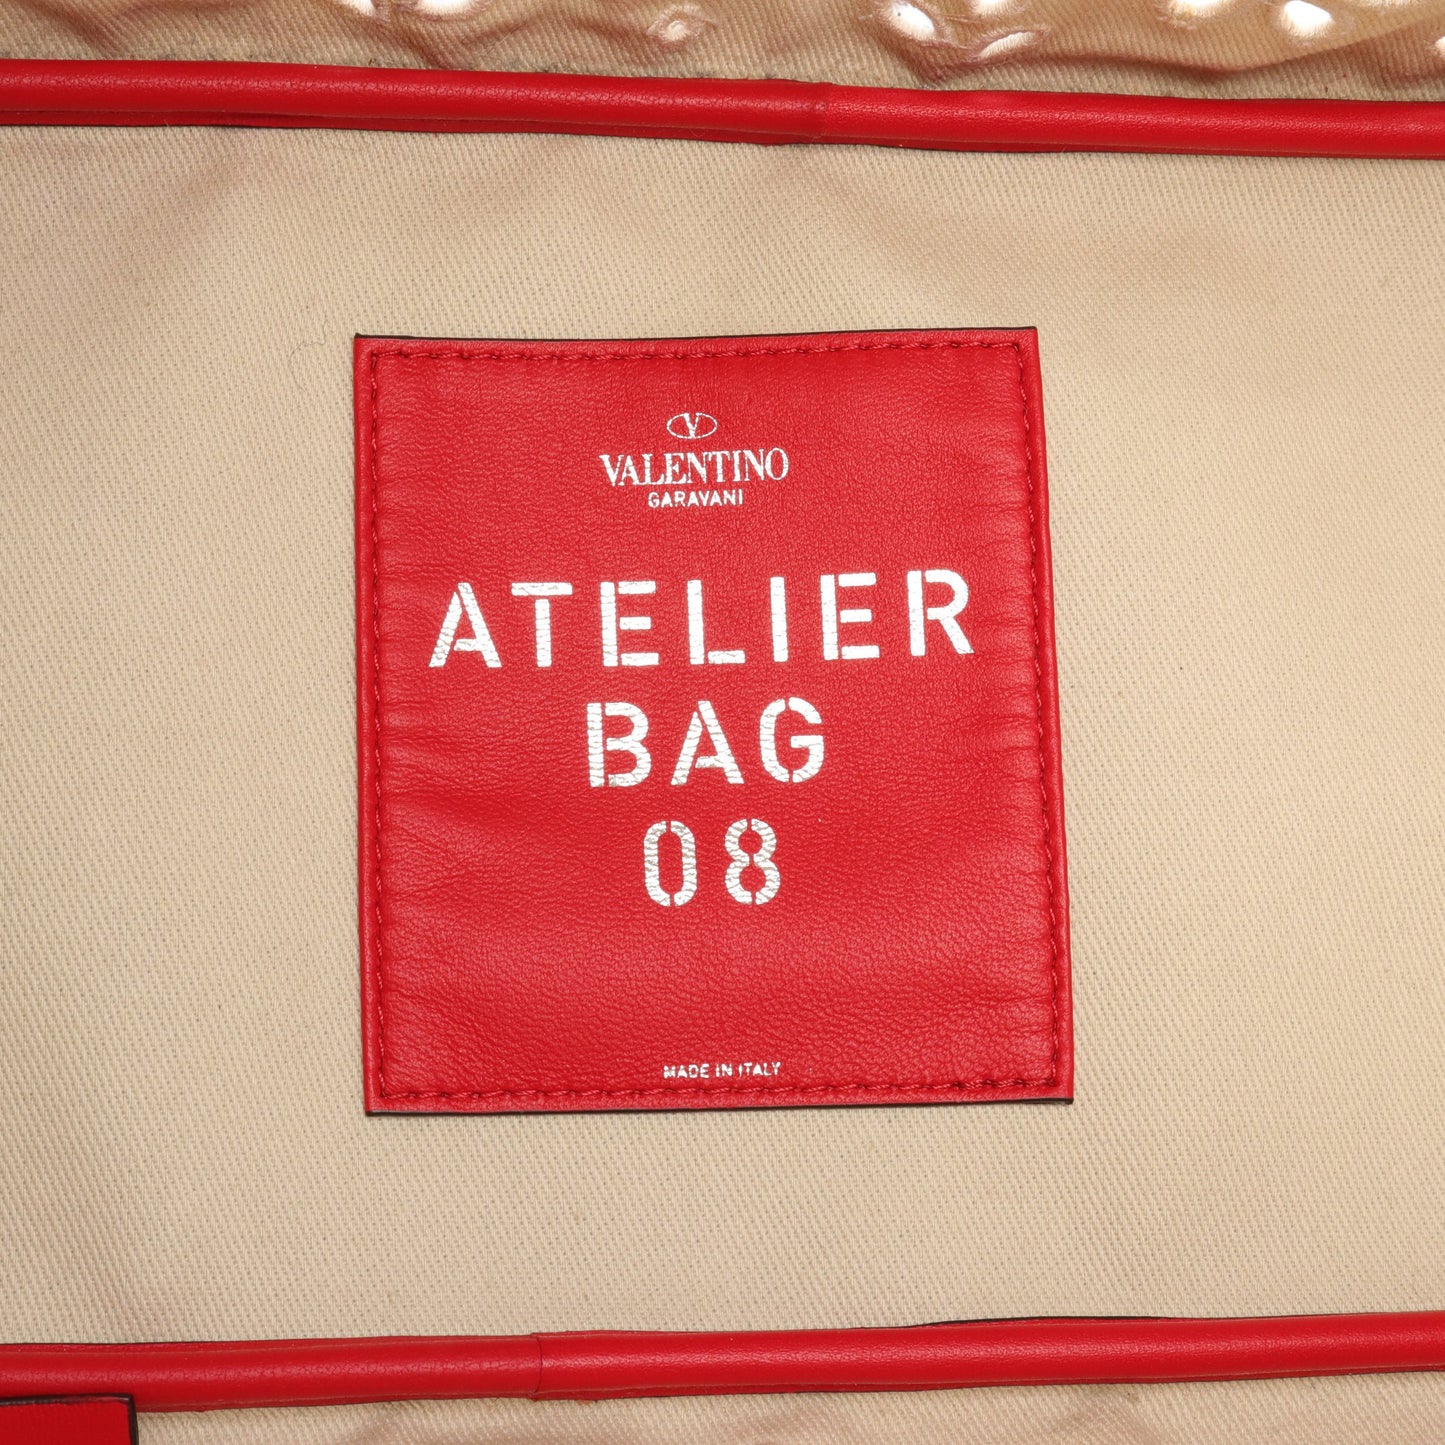 V
VALENTINO
GARAVANI
ATELIER
BAG
08
MADE IN ITALY